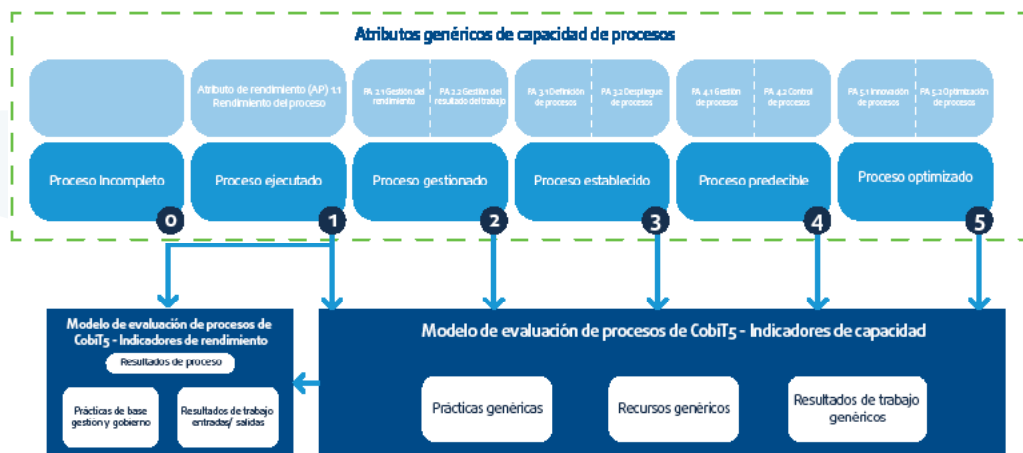 Atributos genéricos de capacidad de procesos
Atributo de rendimiento (AP) 1.1
Rendimiento del proceso
PA 2.1 Gestión del
rendimiento
PA 2.2 Gestión del
resultado del trabajo
PA 3.1 Definición
de procesos
PA 3.2 Despliegue
de procesos
PA 4.1 Gestión
de procesos
PA 4.2 Control
de procesos
PA 5.1 Innovación
de procesos
PA 5.2 Optimización
de procesos
Proceso Incompleto
Proceso ejecutado
Proceso gestionado
Proceso establecido
Proceso predecible
Proceso optimizado
0
1
2
3
4
5
Modelo de evaluación de procesos de
CobiT5 - Indicadores de rendimiento
Resultados de proceso
Prácticas de base
gestión y gobierno
Resultados de trabajo
entradas/ salidas
Modelo de evaluación de procesos de CobiT5 - Indicadores de capacidad
Prácticas genéricas
Recursos genéricos
Resultados de trabajo
genéricos